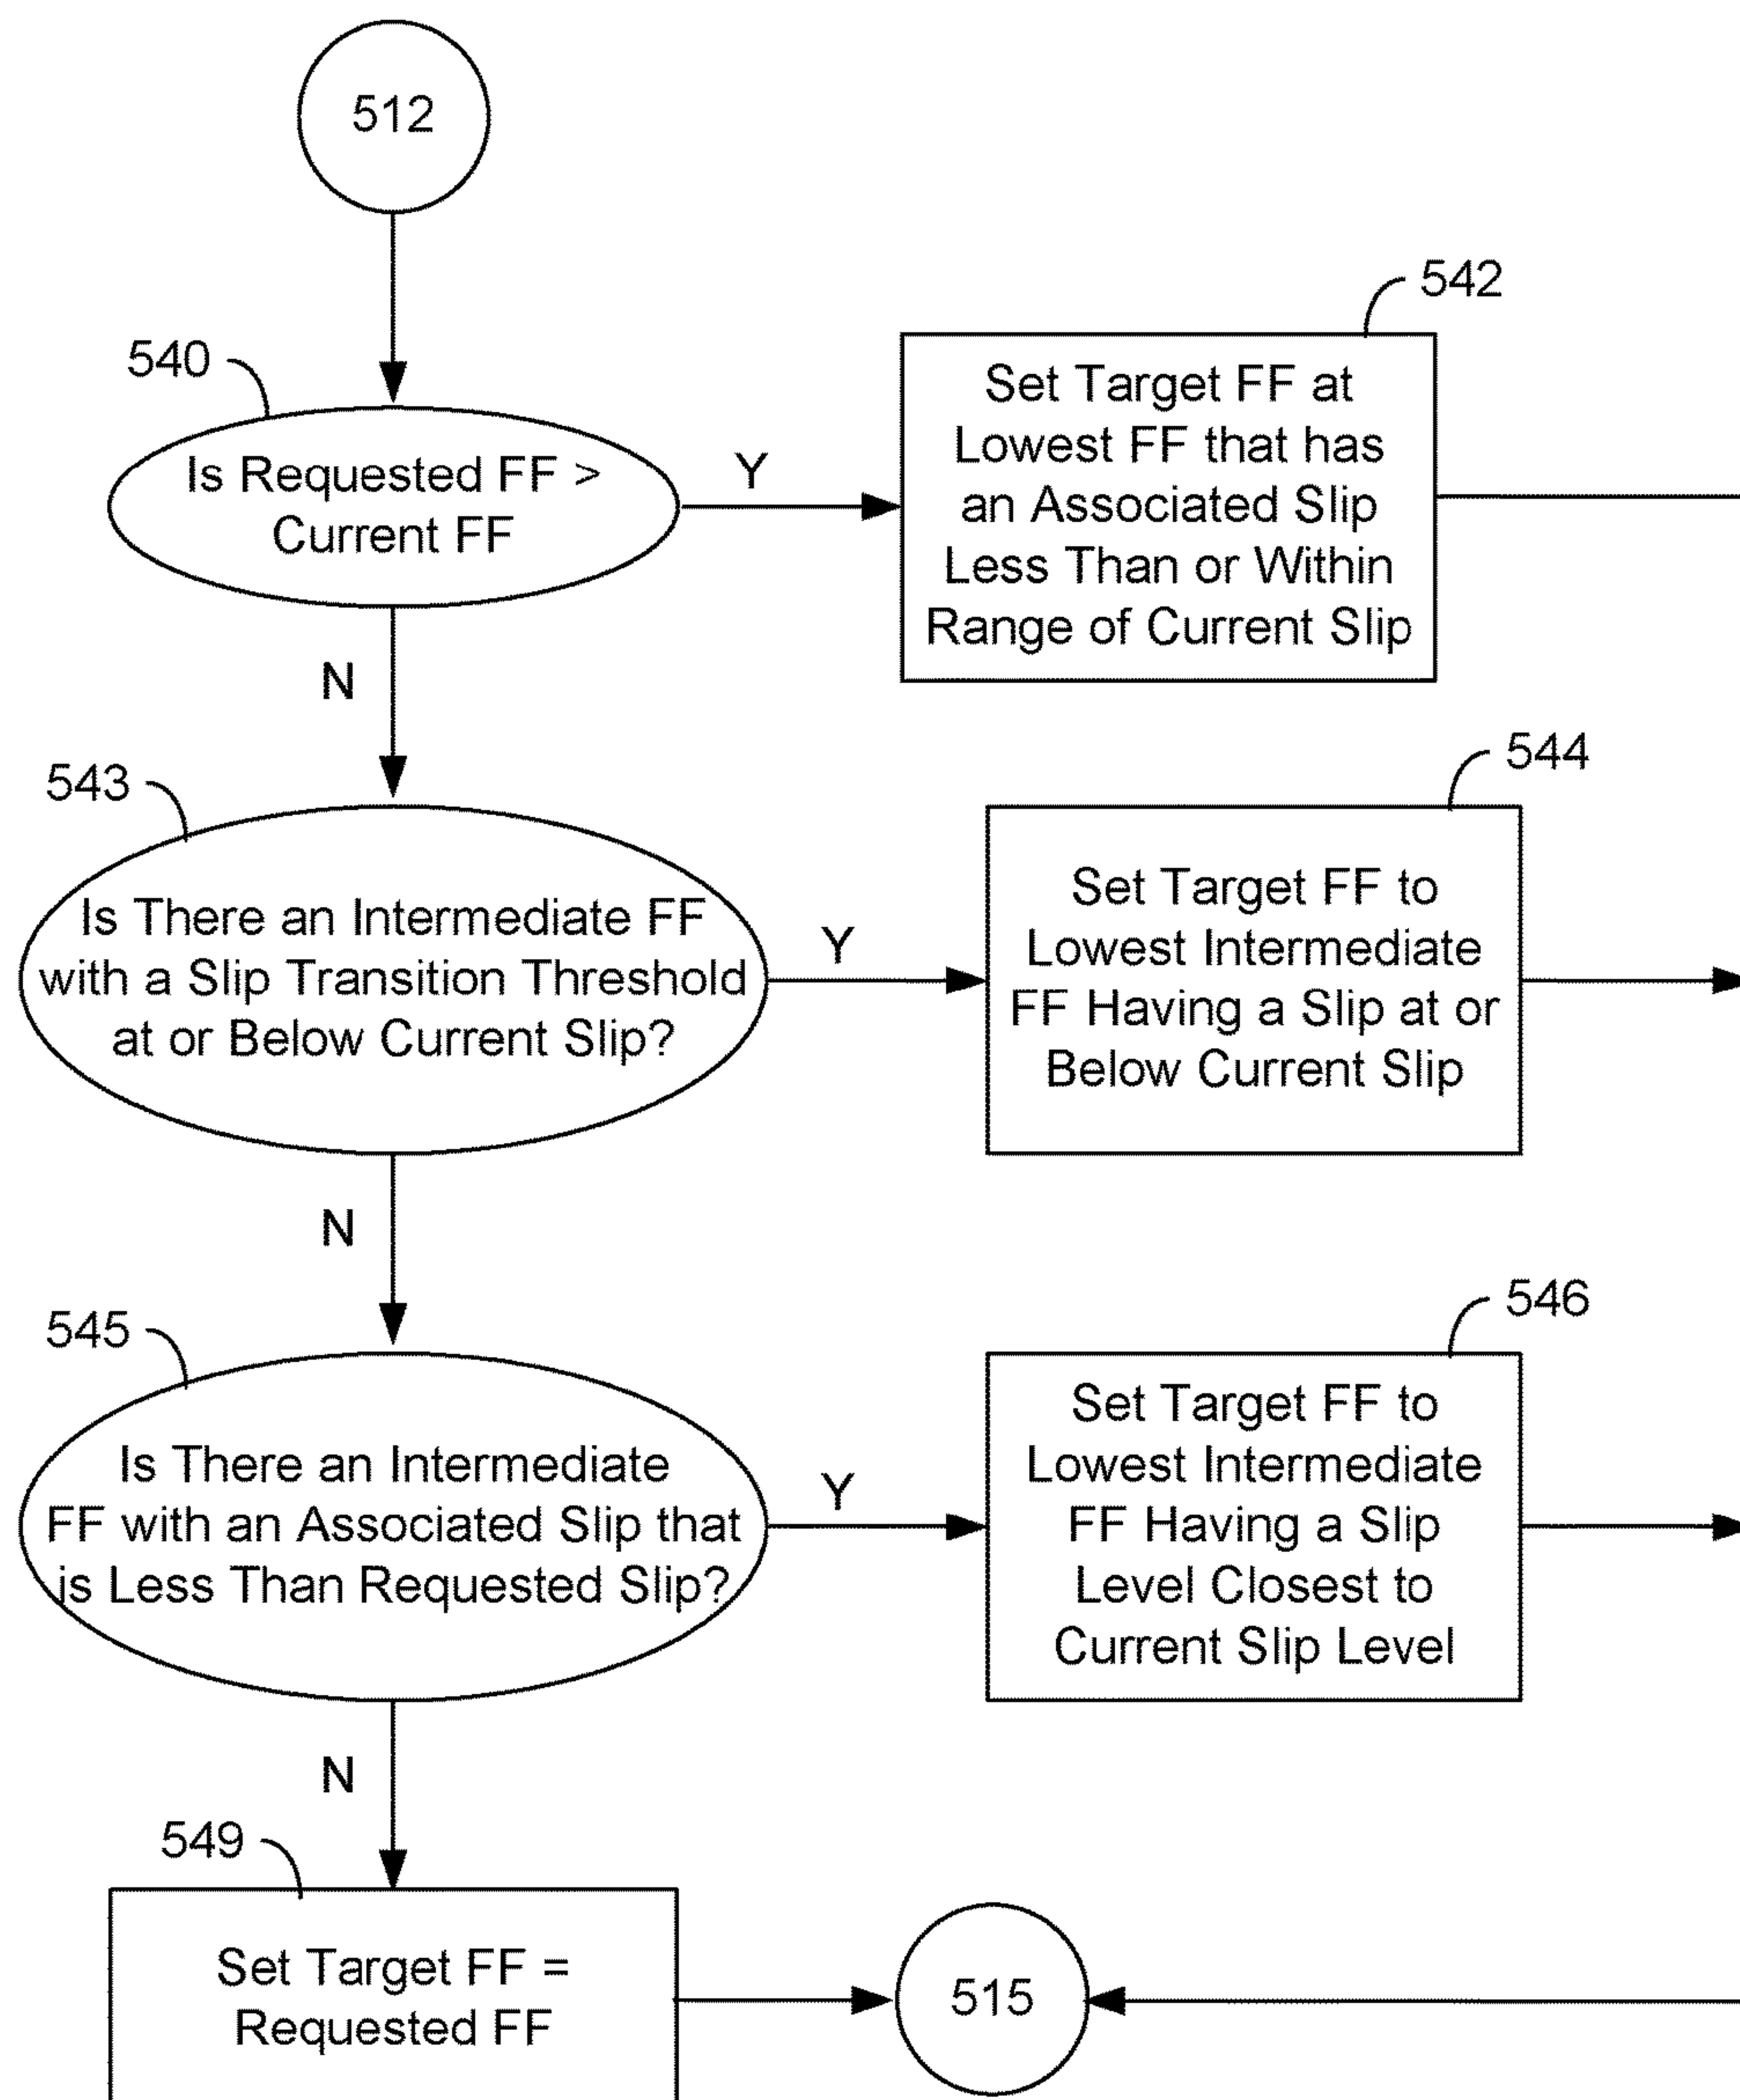 512
540
Is Requested FF >
Current FF
Y
542
Set Target FF at
Lowest FF that has
an Associated Slip
Less Than or Within
Range of Current Slip
N
543
Is There an Intermediate FF
with a Slip Transition Threshold
at or Below Current Slip?
Y
544
Set Target FF to
Lowest Intermediate
FF Having a Slip at or
Below Current Slip
N
545
Is There an Intermediate
FF with an Associated Slip that
is Less Than Requested Slip?
Y
546
Set Target FF to
Lowest Intermediate
FF Having a Slip
Level Closest to
Current Slip Level
N
549
Set Target FF =
Requested FF
515